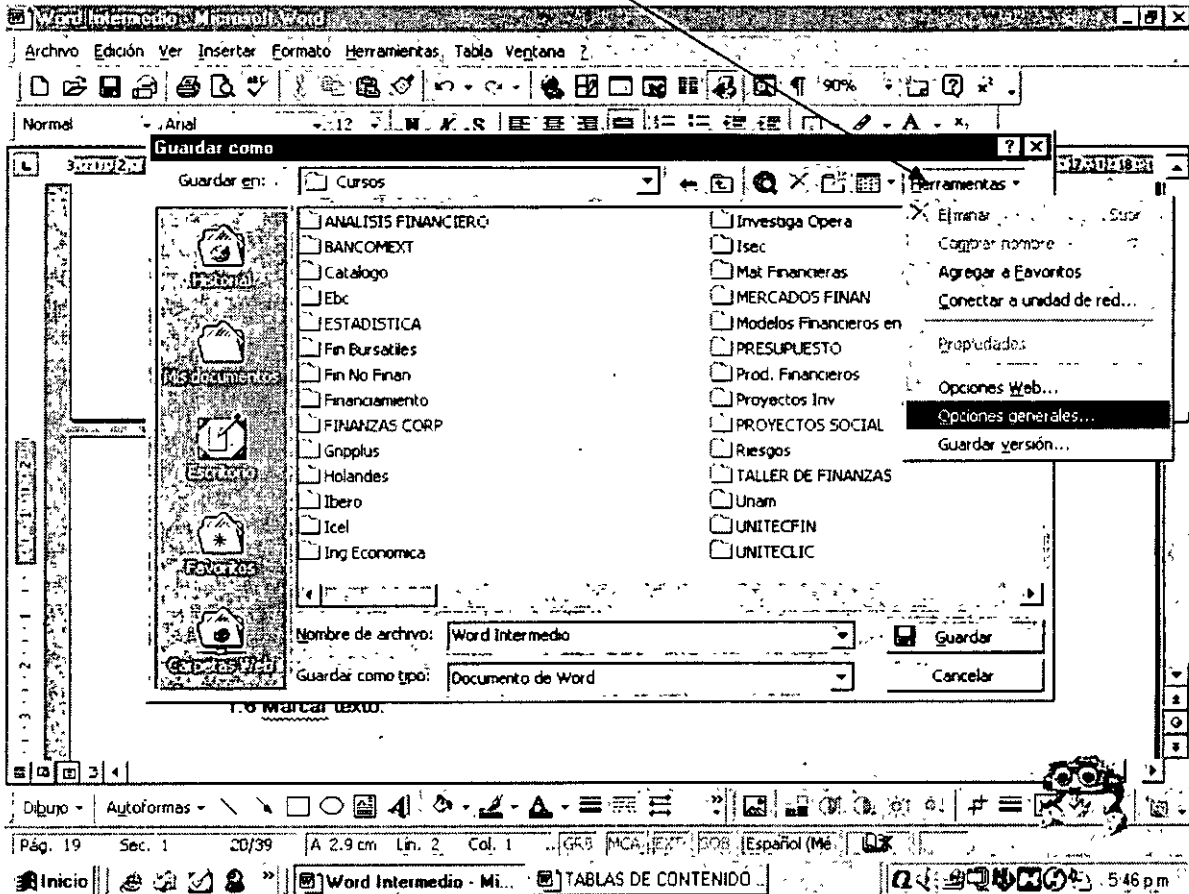 Word Intermedio - Microsoft Word
Archivo Edición Ver Insertar Formato Herramientas Tabla Ventana ?
90%
Normal Arial 12 N K S
Guardar como
Guardar en: Cursos Herramientas
ANALISIS FINANCIERO
BANCOMEXT
Catalogo
Ebc
ESTADISTICA
Fin Bursatiles
Fin No Finan
Financiamiento
FINANZAS CORP
Gnpplus
Holandes
Ibero
Icel
Ing Economica
Investiga Opera
Isec
Mat Financieras
MERCADOS FINAN
Modelos Financieros en
PRESUPUESTO
Prod. Financieros
Proyectos Inv
PROYECTOS SOCIAL
Riesgos
TALLER DE FINANZAS
Unam
UNITECFIN
UNITECLIC
Eliminar Supr
Cambiar nombre
Agregar a Favoritos
Conectar a unidad de red...
Propiedades
Opciones Web...
Opciones generales...
Guardar versión...
Historial
Mis documentos
Escritorio
Favoritos
Carpetas Web
Nombre de archivo: Word Intermedio Guardar
Guardar como tipo: Documento de Word Cancelar
1.6 Marcar texto.
Dibujo Autoformas
Pág. 19 Sec. 1 20/39 A 2.9 cm Lín. 2 Col. 1 GRB MCA EXT SOB Español (Mé
Inicio Word Intermedio - Mi... TABLAS DE CONTENIDO ... 5:46 pm